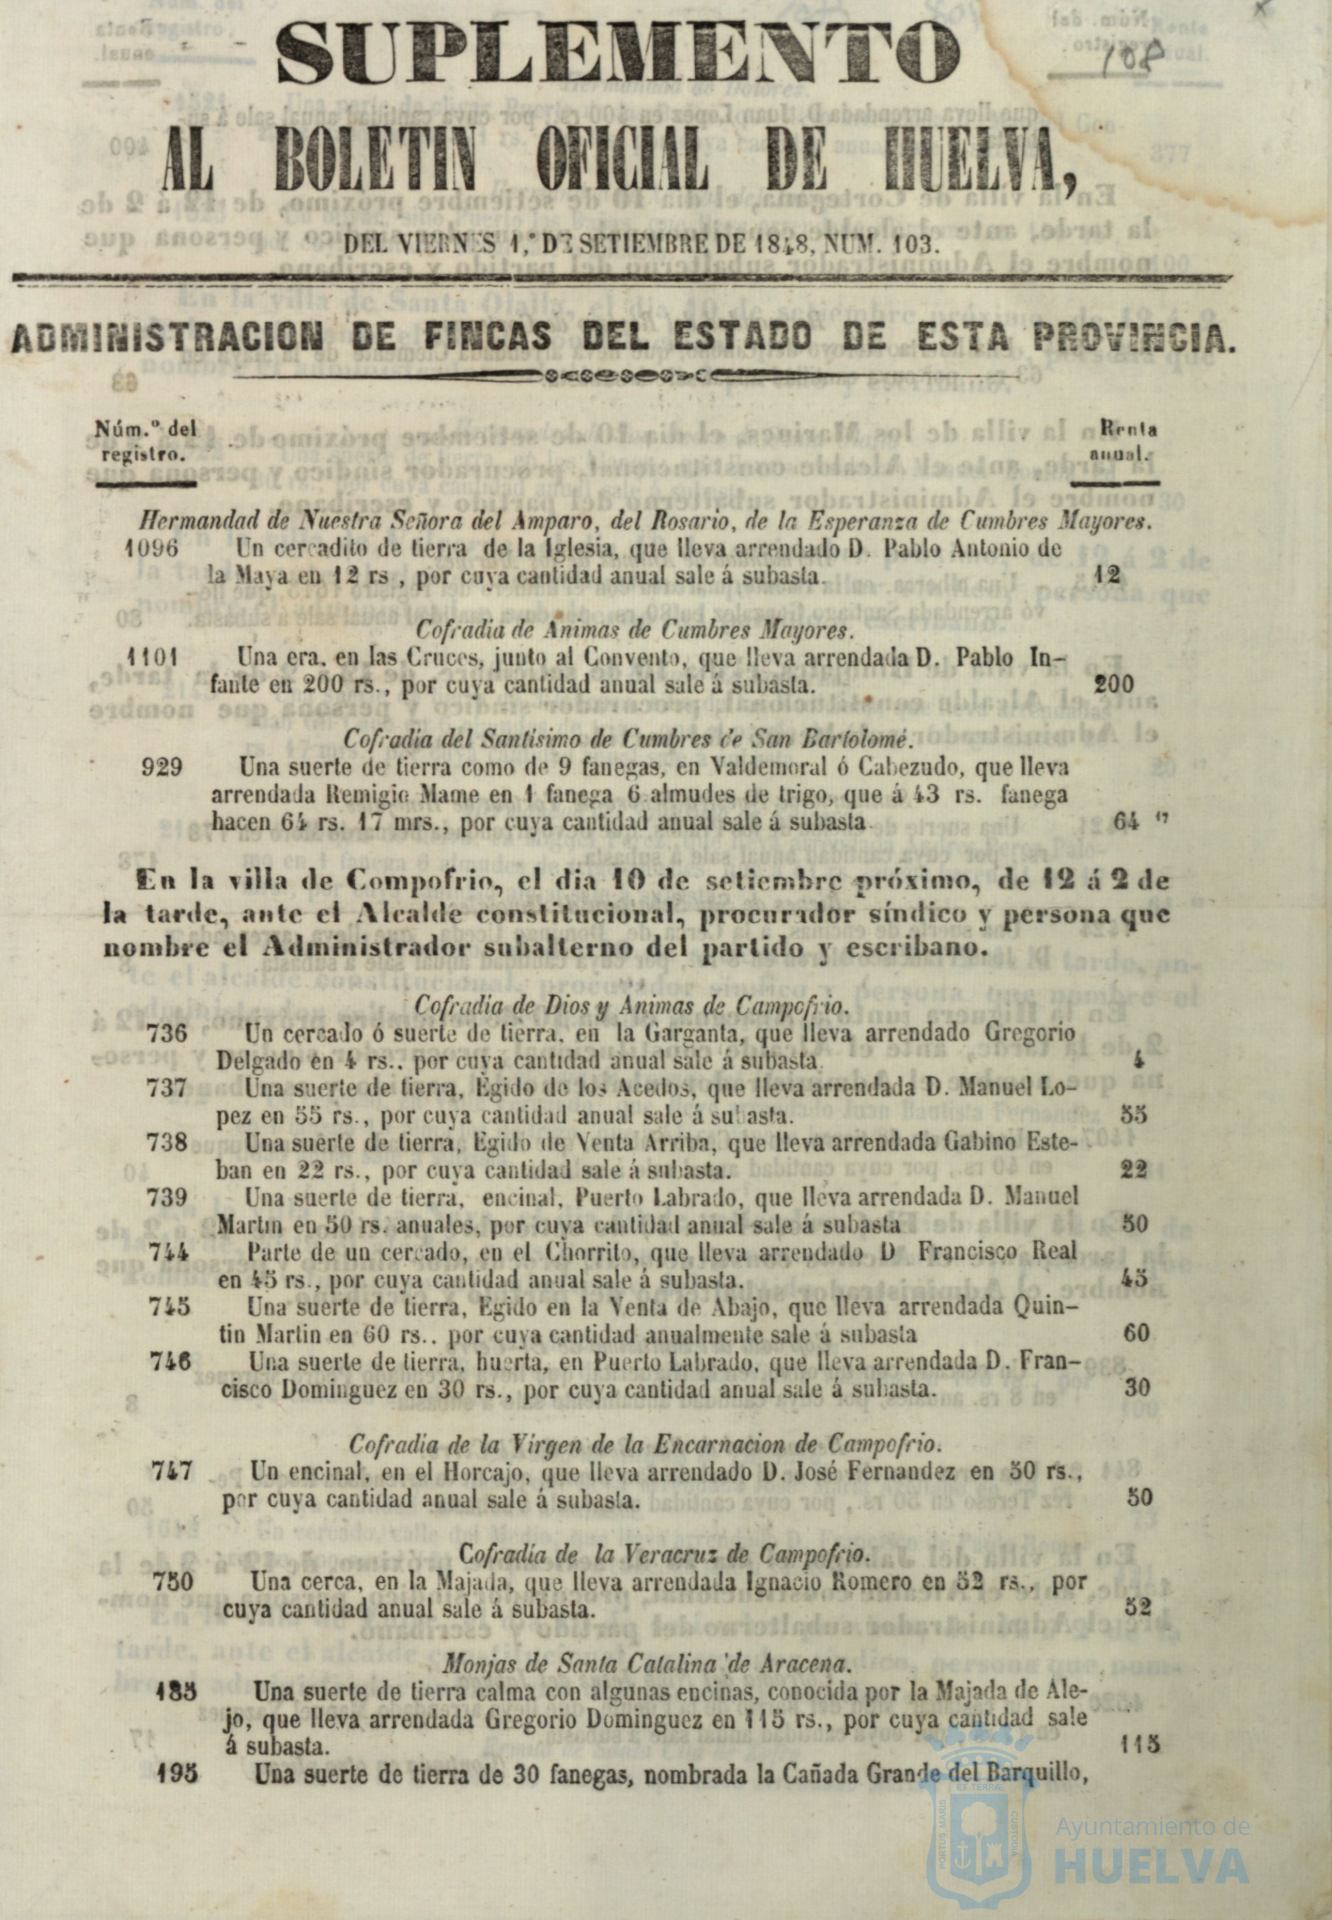 108
SUPLEMENTO
AL BOLETIN OFICIAL DE HUELVA,
DEL VIERNES 1.º DE SETIEMBRE DE 1848, NUM. 103.
ADMINISTRACION DE FINCAS DEL ESTADO DE ESTA PROVINCIA.
Núm.º del registro. Renta anual.
Hermandad de Nuestra Señora del Amparo, del Rosario, de la Esperanza de Cumbres Mayores.
1096 Un cercadito de tierra de la Iglesia, que lleva arrendado D. Pablo Antonio de
la Maya en 12 rs , por cuya cantidad anual sale á subasta. 12
Cofradia de Animas de Cumbres Mayores.
1101 Una era, en las Cruces, junto al Convento, que lleva arrendada D. Pablo In-
fante en 200 rs., por cuya cantidad anual sale á subasta. 200
Cofradia del Santísimo de Cumbres de San Bartolomé.
929 Una suerte de tierra como de 9 fanegas, en Valdemoral ó Cabezudo, que lleva
arrendada Remigio Mame en 1 fanega 6 almudes de trigo, que á 43 rs. fanega
hacen 64 rs. 17 mrs., por cuya cantidad anual sale á subasta 64 17
En la villa de Compofrio, el dia 10 de setiembre próximo, de 12 á 2 de
la tarde, ante el Alcalde constitucional, procurador síndico y persona que
nombre el Administrador subalterno del partido y escribano.
Cofradia de Dios y Animas de Campofrio.
736 Un cercado ó suerte de tierra, en la Garganta, que lleva arrendado Gregorio
Delgado en 4 rs.. por cuya cantidad anual sale á subasta. 4
737 Una suerte de tierra, Egido de los Acedos, que lleva arrendada D. Manuel Lo-
pez en 55 rs., por cuya cantidad anual sale á subasta. 55
738 Una suerte de tierra, Egido de Venta Arriba, que lleva arrendada Gabino Este-
ban en 22 rs., por cuya cantidad sale á subasta. 22
739 Una suerte de tierra, encinal, Puerto Labrado, que lleva arrendada D. Manuel
Martin en 50 rs. anuales, por cuya cantidad anual sale á subasta 50
744 Parte de un cercado, en el Chorrito, que lleva arrendado D Francisco Real
en 45 rs., por cuya cantidad anual sale á subasta. 45
745 Una suerte de tierra, Egido en la Venta de Abajo, que lleva arrendada Quin-
tin Martin en 60 rs.. por cuya cantidad anualmente sale á subasta 60
746 Una suerte de tierra, huerta, en Puerto Labrado, que lleva arrendada D. Fran-
cisco Dominguez en 30 rs., por cuya cantidad anual sale á subasta. 30
Cofradia de la Virgen de la Encarnacion de Campofrio.
747 Un encinal, en el Horcajo, que lleva arrendado D. José Fernandez en 50 rs.,
por cuya cantidad anual sale á subasta. 50
Cofradía de la Veracruz de Campofrio.
750 Una cerca, en la Majada, que lleva arrendada Ignacio Romero en 52 rs., por
cuya cantidad anual sale á subasta. 52
Monjas de Santa Catalina de Aracena.
185 Una suerte de tierra calma con algunas encinas, conocida por la Majada de Ale-
jo, que lleva arrendada Gregorio Dominguez en 115 rs., por cuya cantidad sale
á subasta. 115
195 Una suerte de tierra de 30 fanegas, nombrada la Cañada Grande del Barquillo,
Ayuntamiento de
HUELVA
PORTUS MARIS
ET TERRAE
CUSTODIA